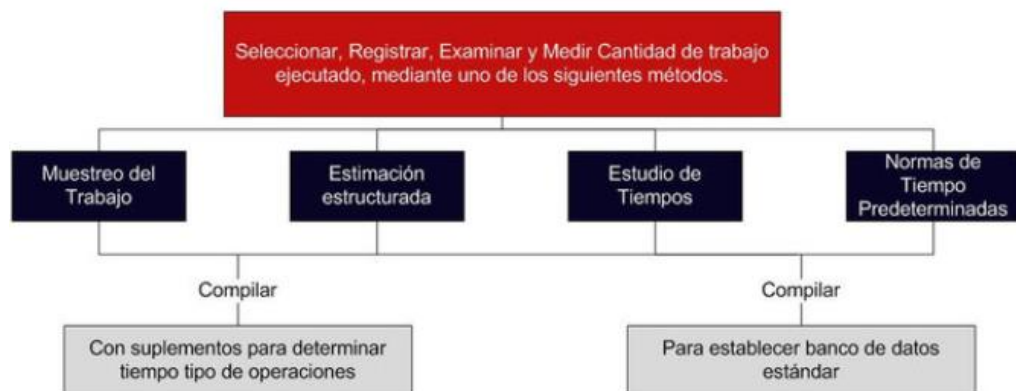 Seleccionar, Registrar, Examinar y Medir Cantidad de trabajo
ejecutado, mediante uno de los siguientes métodos.
Muestreo del
Trabajo
Estimación
estructurada
Estudio de
Tiempos
Normas de
Tiempo
Predeterminadas
Compilar
Compilar
Con suplementos para determinar
tiempo tipo de operaciones
Para establecer banco de datos
estándar